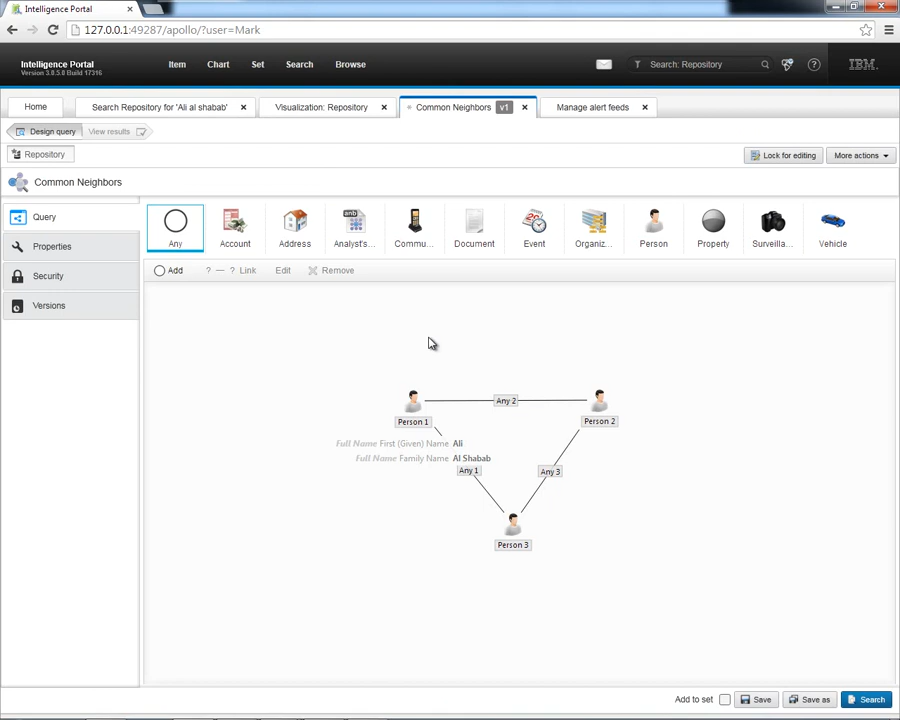 Intelligence Portal
127.0.0.1:49287/apollo/?user=Mark
Intelligence Portal
Version 3.0.5.0 Build 17316
Item Chart Set Search Browse
Search: Repository
IBM.
Home
Search Repository for 'Ali al shabab'
Visualization: Repository
Common Neighbors v1
Manage alert feeds
Design query
View results
Repository
Lock for editing
More actions
Common Neighbors
Query
Properties
Security
Versions
Any
Account
Address
anb
Analyst's...
Commu...
Document
Event
Organiz...
Person
Property
Surveilla...
Vehicle
Add
? — ? Link
Edit
Remove
Any 2
Person 1
Person 2
Full Name First (Given) Name Ali
Full Name Family Name Al Shabab
Any 1
Any 3
Person 3
Add to set
Save
Save as
Search